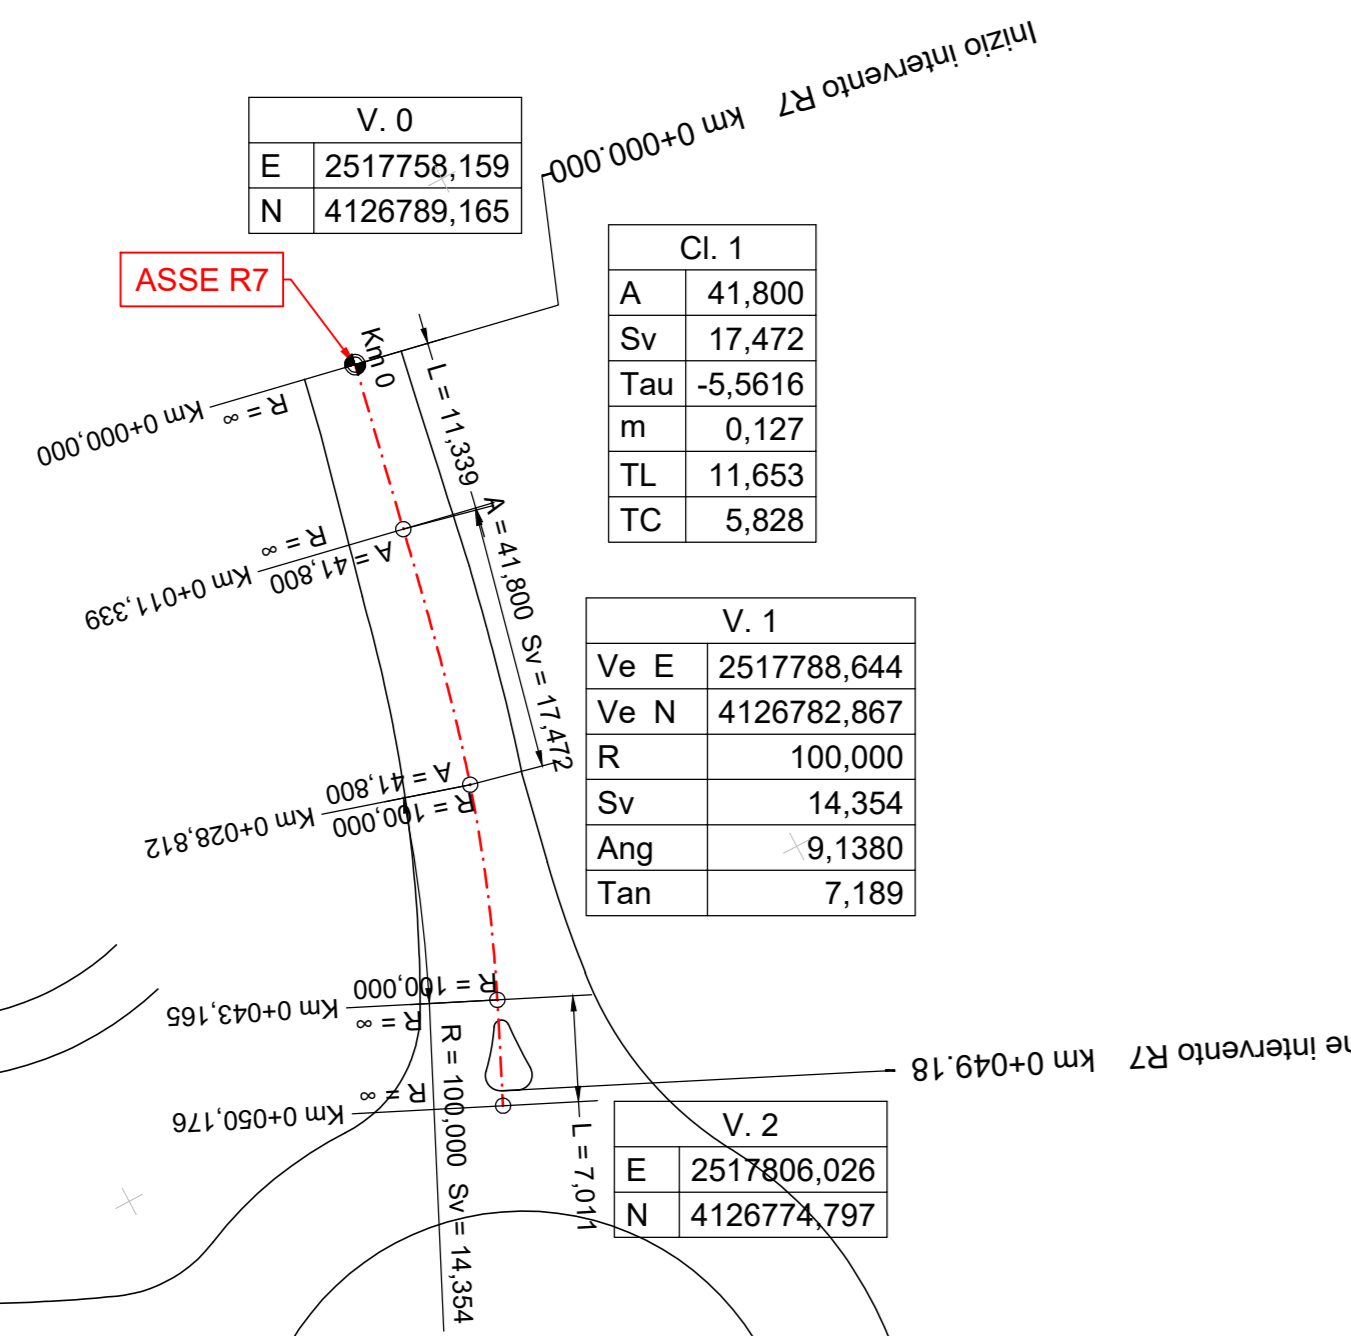 Inizio intervento R7 km 0+000.000
V. 0
E 2517758,159
N 4126789,165
ASSE R7
Cl. 1
A 41,800
Sv 17,472
Tau -5,5616
m 0,127
TL 11,653
TC 5,828
Km 0
Km 0+000,000
R = ∞
L = 11,339
R = ∞
Km 0+011,339
A = 41,800
A = 41,800 Sv = 17,472
V. 1
Ve E 2517788,644
Ve N 4126782,867
R 100,000
Sv 14,354
Ang 9,1380
Tan 7,189
A = 41,800
Km 0+028,812
R = 100,000
R = 100,000
Km 0+043,165
R = ∞
R = 100,000 Sv = 14,354
ne intervento R7 km 0+049.18
R = ∞
Km 0+050,176
L = 7,011
V. 2
E 2517806,026
N 4126774,797